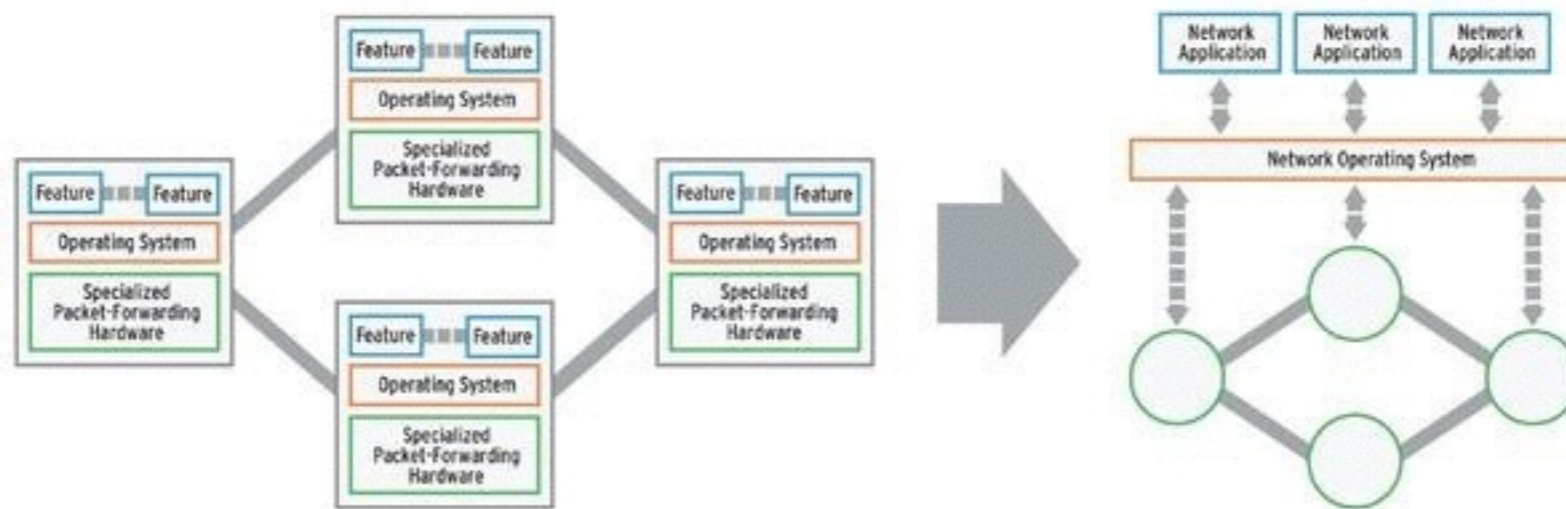 Feature Feature
Operating System
Specialized
Packet-Forwarding
Hardware
Feature Feature
Operating System
Specialized
Packet-Forwarding
Hardware
Feature Feature
Operating System
Specialized
Packet-Forwarding
Hardware
Feature Feature
Operating System
Specialized
Packet-Forwarding
Hardware
Network
Application
Network
Application
Network
Application
Network Operating System